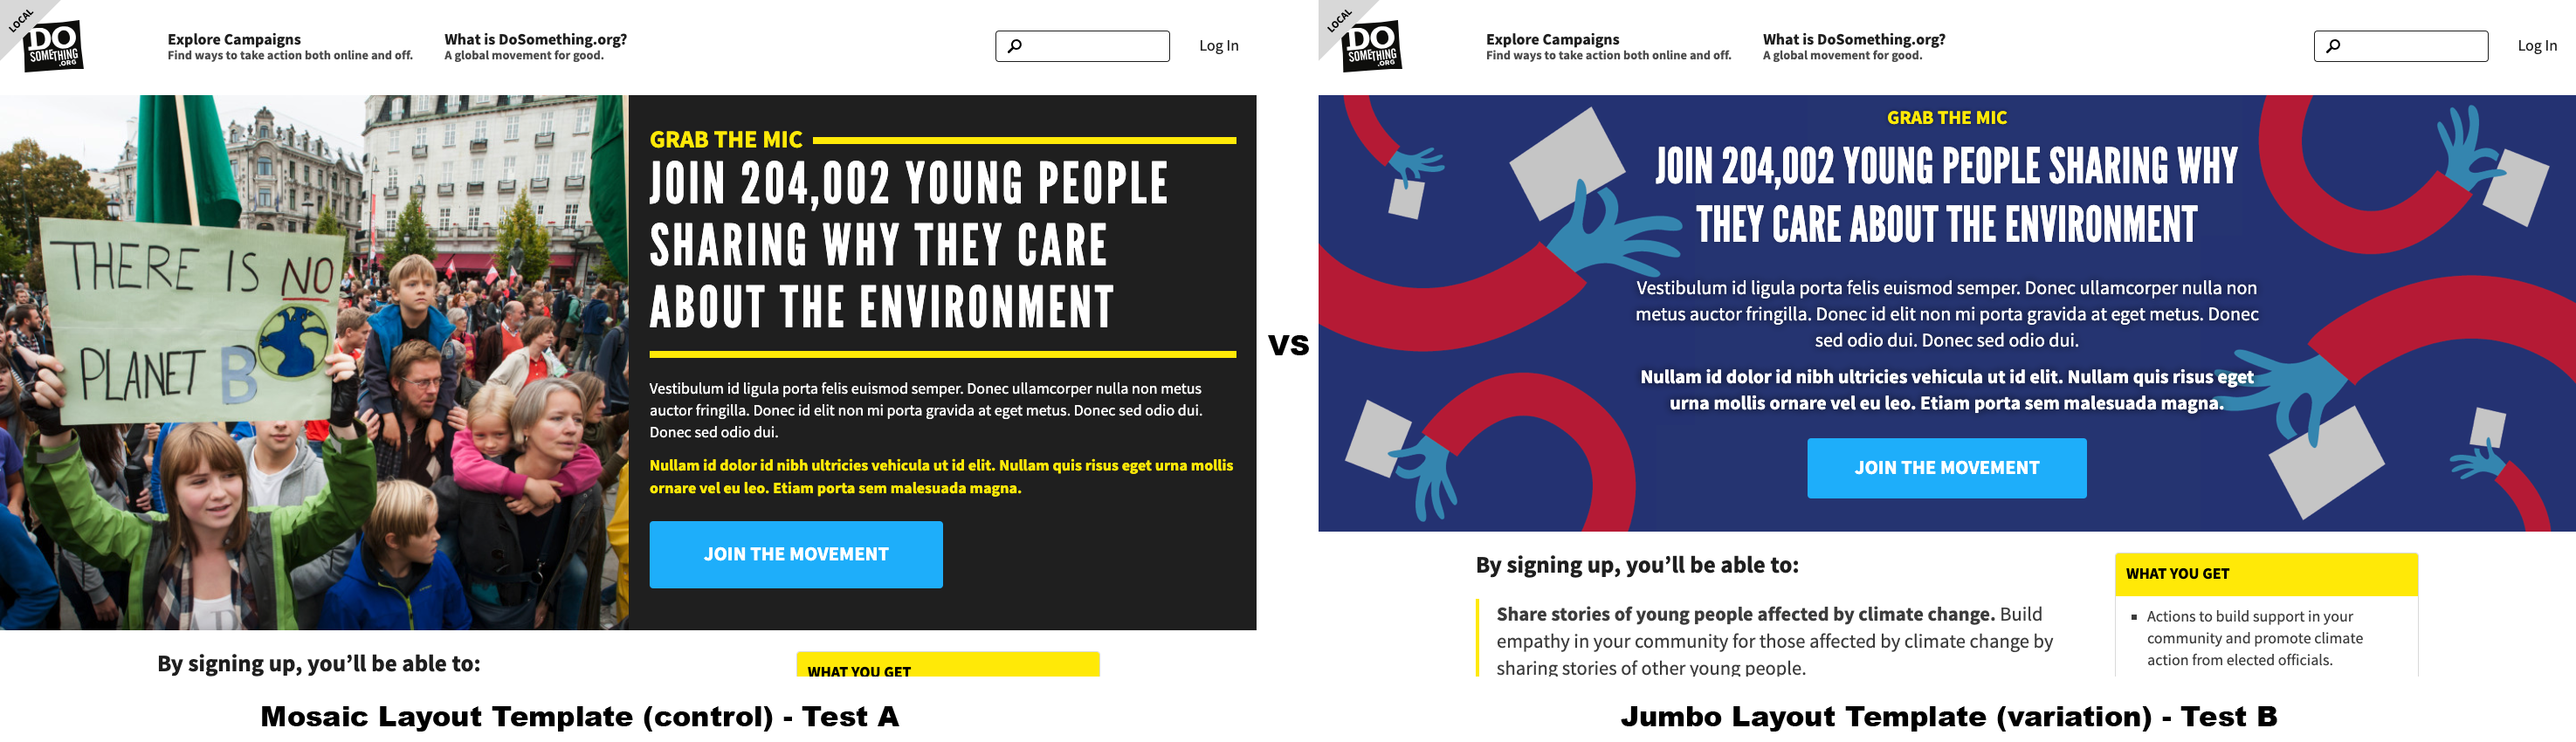 LOCAL
DO
SOMETHING
.ORG
Explore Campaigns
Find ways to take action both online and off.
What is DoSomething.org?
A global movement for good.
Log In
THERE IS NO
PLANET B
GRAB THE MIC
JOIN 204,002 YOUNG PEOPLE
SHARING WHY THEY CARE
ABOUT THE ENVIRONMENT
Vestibulum id ligula porta felis euismod semper. Donec ullamcorper nulla non metus
auctor fringilla. Donec id elit non mi porta gravida at eget metus. Donec sed odio dui.
Donec sed odio dui.
Nullam id dolor id nibh ultricies vehicula ut id elit. Nullam quis risus eget urna mollis
ornare vel eu leo. Etiam porta sem malesuada magna.
JOIN THE MOVEMENT
By signing up, you’ll be able to:
WHAT YOU GET
Mosaic Layout Template (control) - Test A
VS
LOCAL
DO
SOMETHING
.ORG
Explore Campaigns
Find ways to take action both online and off.
What is DoSomething.org?
A global movement for good.
Log In
GRAB THE MIC
JOIN 204,002 YOUNG PEOPLE SHARING WHY
THEY CARE ABOUT THE ENVIRONMENT
Vestibulum id ligula porta felis euismod semper. Donec ullamcorper nulla non
metus auctor fringilla. Donec id elit non mi porta gravida at eget metus. Donec
sed odio dui. Donec sed odio dui.
Nullam id dolor id nibh ultricies vehicula ut id elit. Nullam quis risus eget
urna mollis ornare vel eu leo. Etiam porta sem malesuada magna.
JOIN THE MOVEMENT
By signing up, you’ll be able to:
Share stories of young people affected by climate change. Build
empathy in your community for those affected by climate change by
sharing stories of other young people.
WHAT YOU GET
Actions to build support in your
community and promote climate
action from elected officials.
Jumbo Layout Template (variation) - Test B